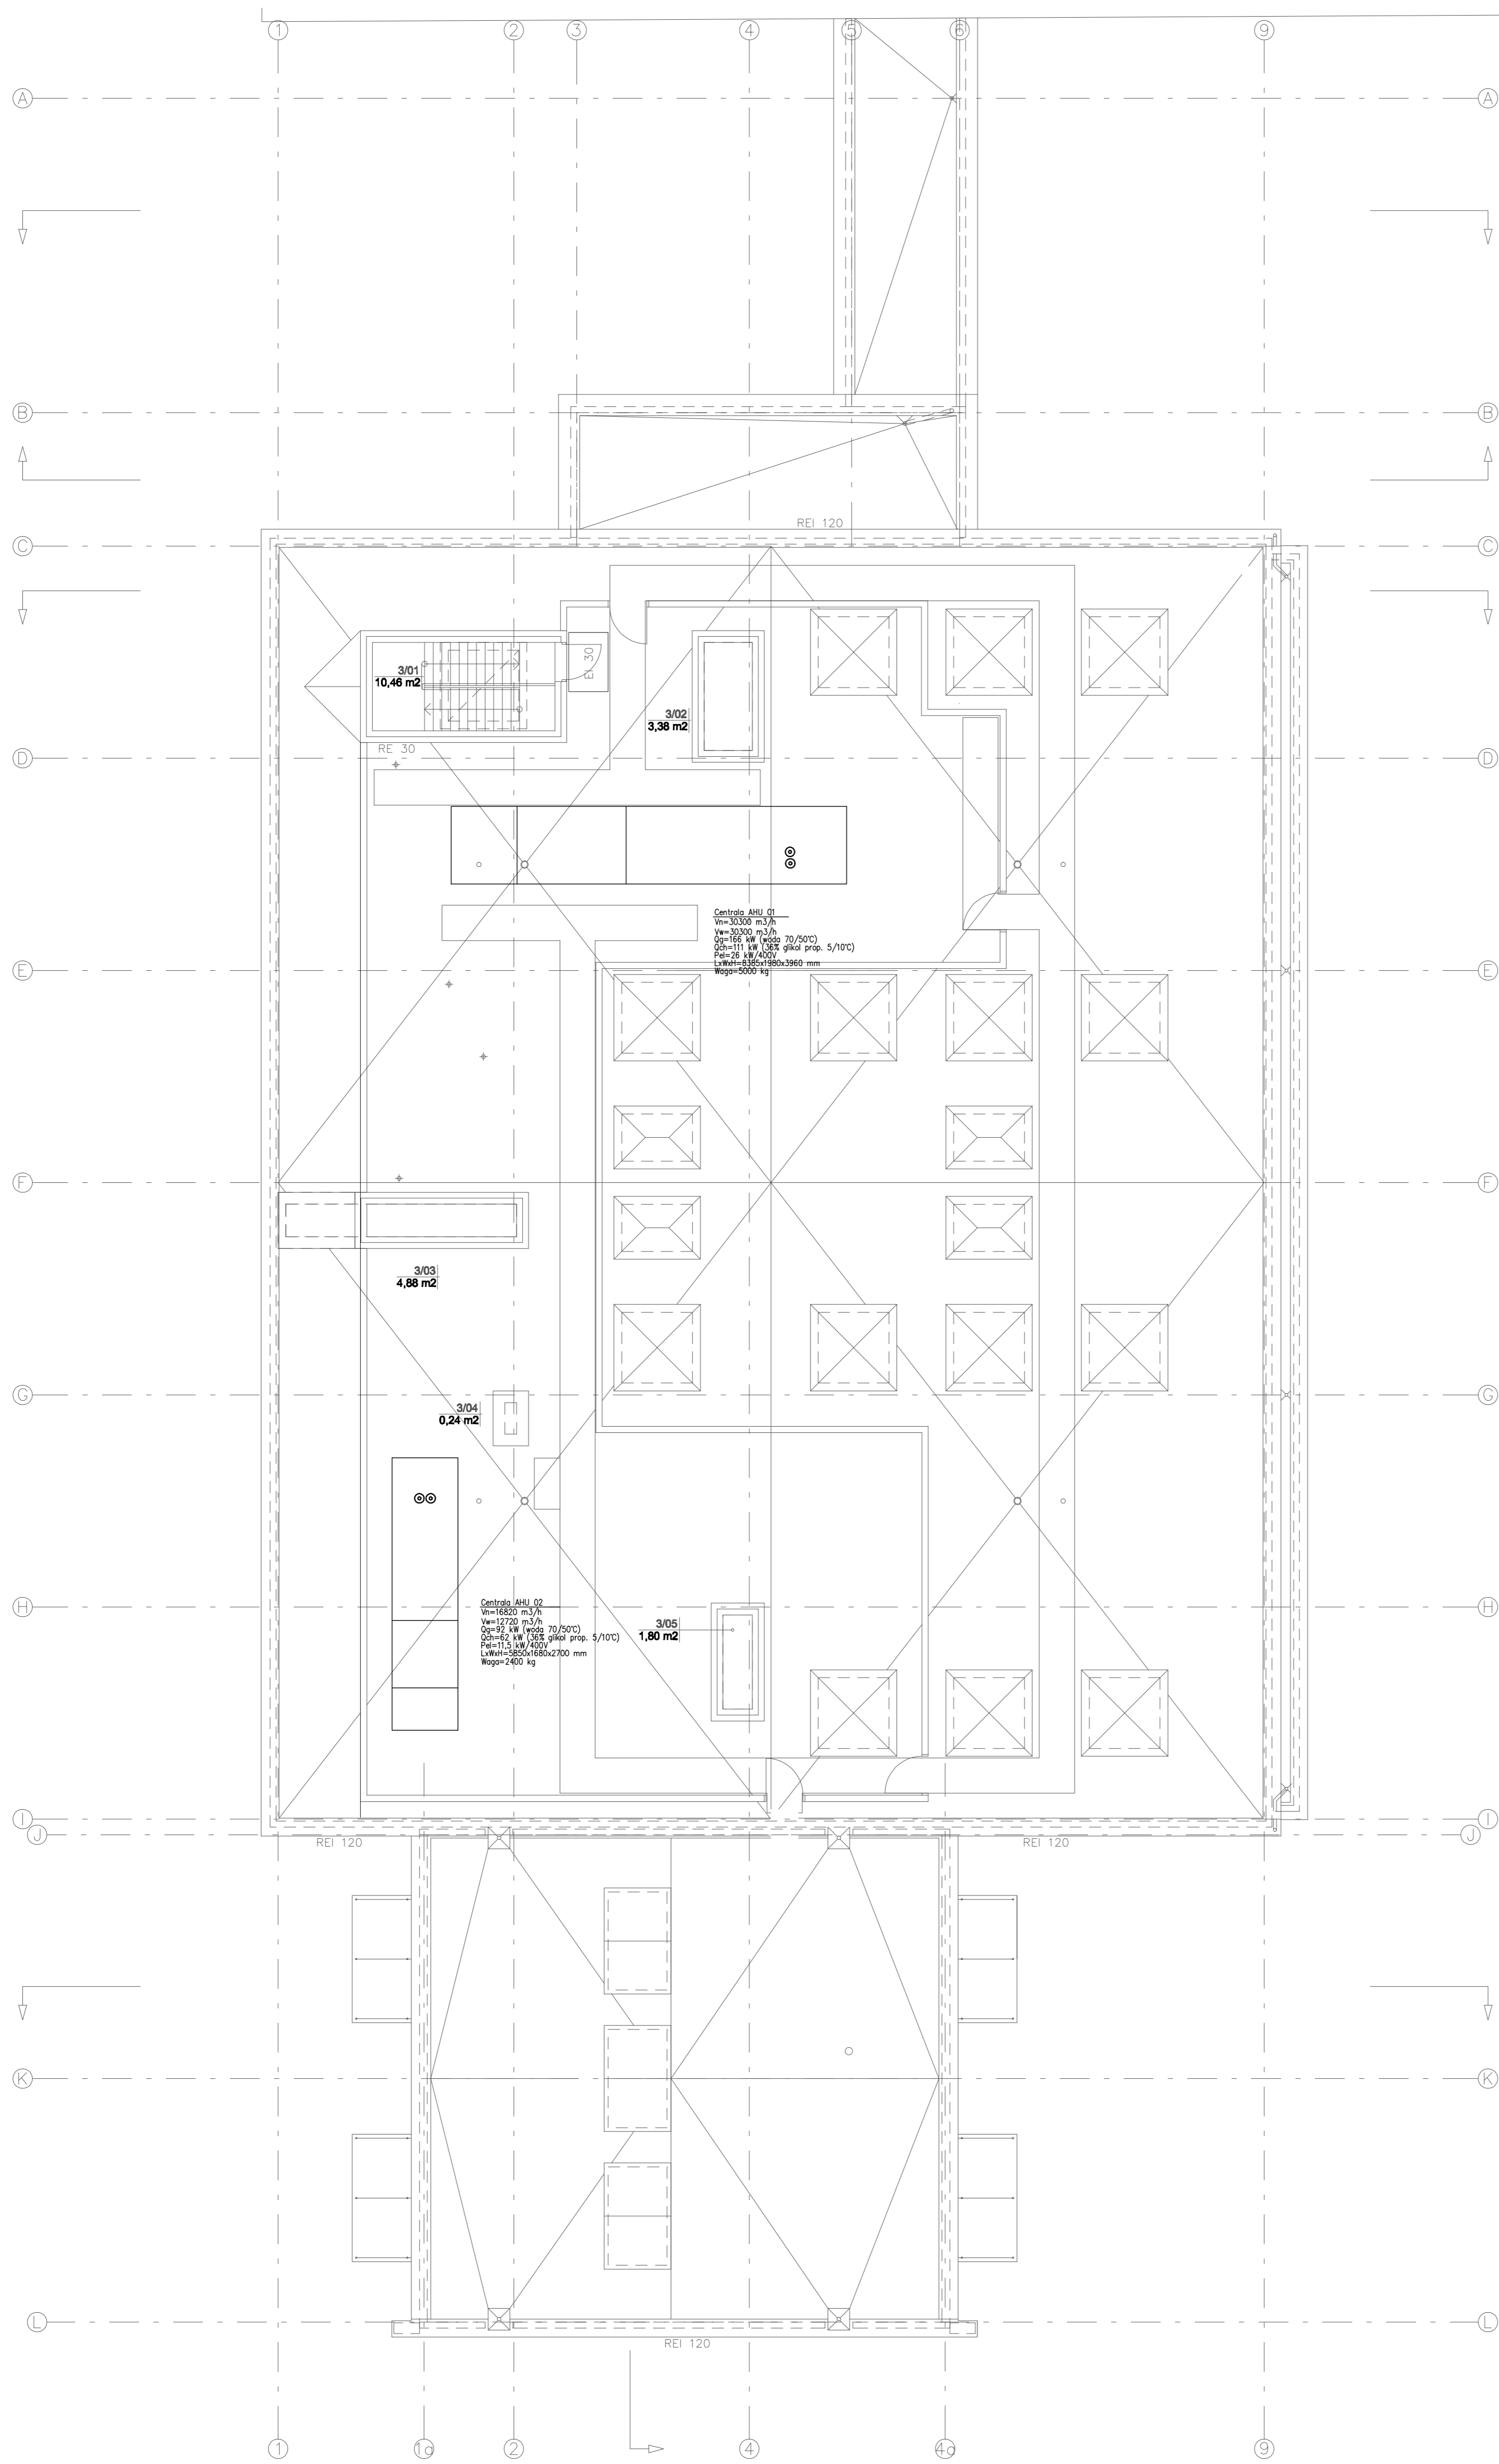 1
2
3
4
5
6
9
A
A
B
B
REI 120
C
C
EI 30
3/01
10,46 m2
3/02
3,38 m2
RE 30
D
D
Centrala AHU 01
Vn=30300 m3/h
Vw=30300 m3/h
Qg=166 kW (woda 70/50°C)
Qch=111 kW (36% glikol prop. 5/10°C)
Pel=26 kW/400V
LxWxH=8385x1980x3960 mm
Waga=5000 kg
E
E
F
F
3/03
4,88 m2
G
G
3/04
0,24 m2
Centrala AHU 02
Vn=16820 m3/h
Vw=12720 m3/h
Qg=92 kW (woda 70/50°C)
Qch=62 kW (36% glikol prop. 5/10°C)
Pel=11,5 kW/400V
LxWxH=5850x1680x2700 mm
Waga=2400 kg
H
H
3/05
1,80 m2
I
I
J
J
REI 120
REI 120
K
K
L
L
REI 120
1
1a
2
4
4a
9